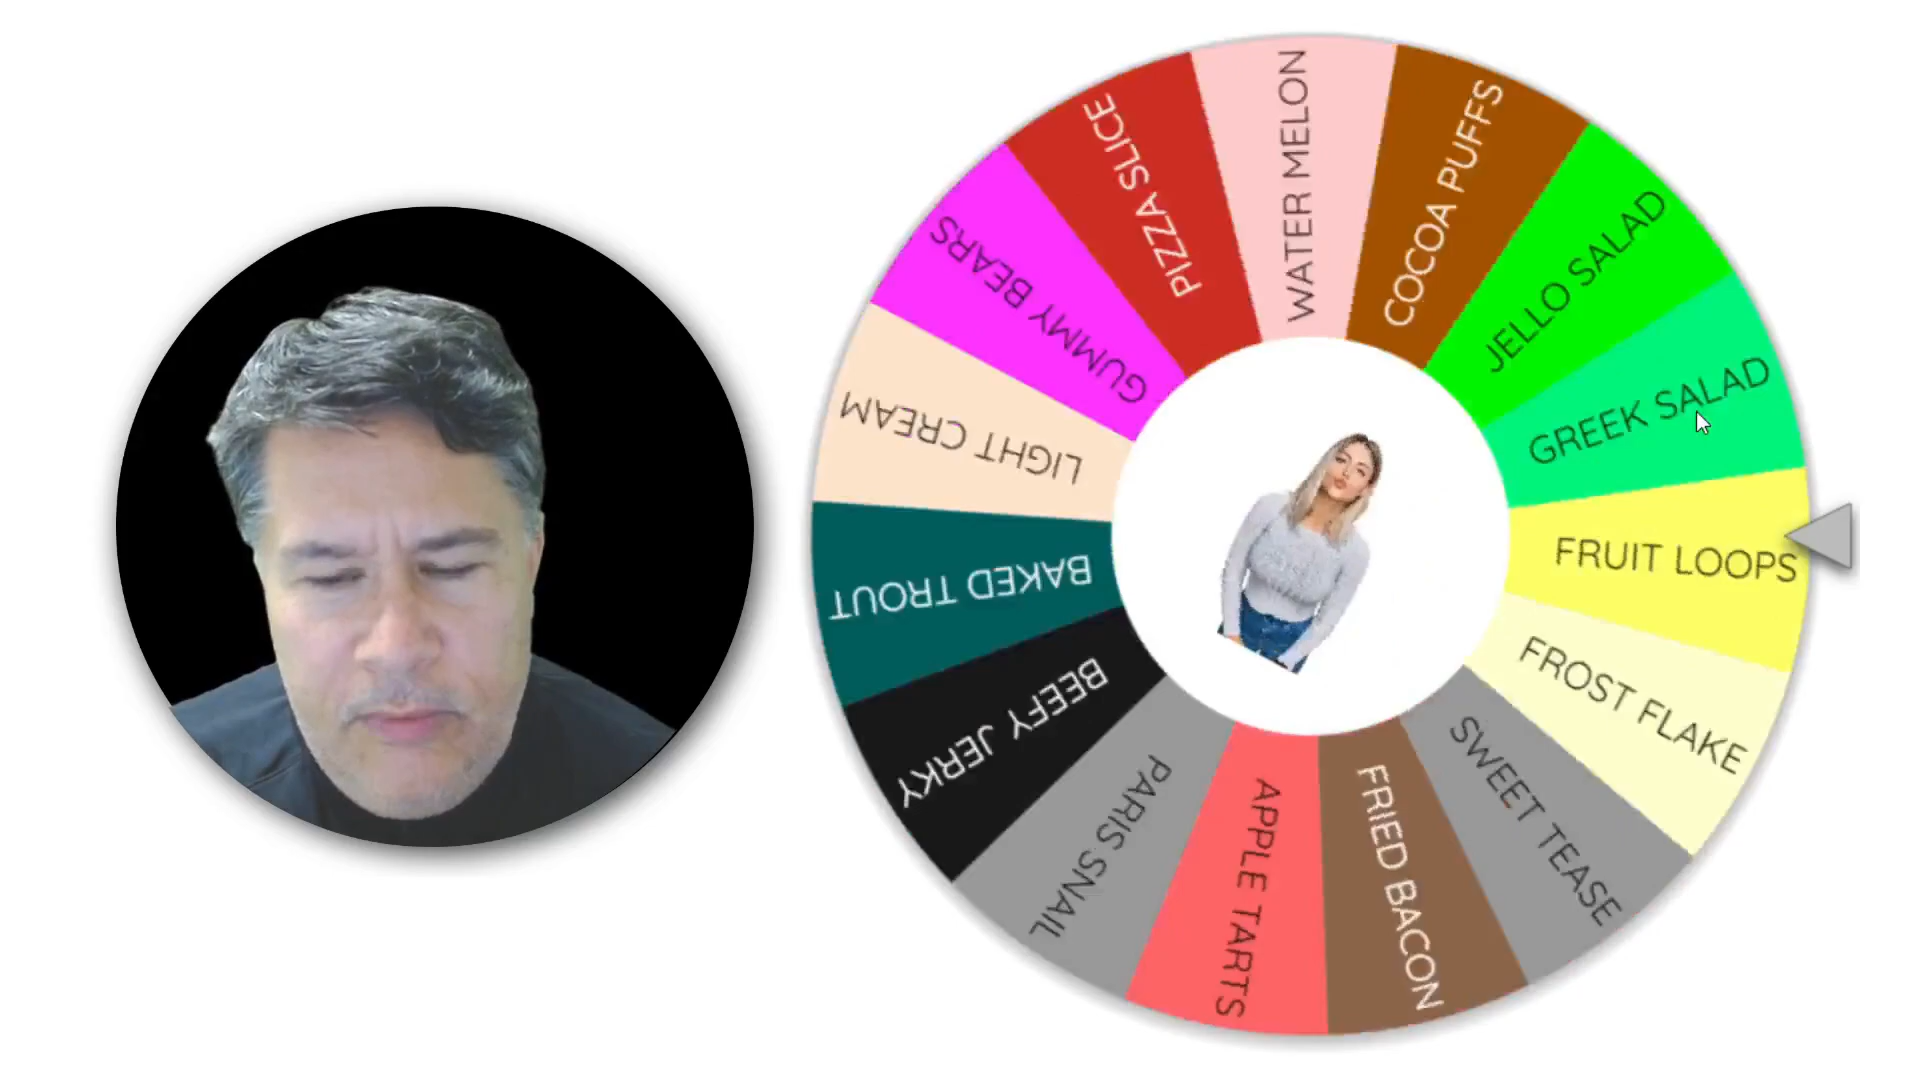 WATER MELON
COCOA PUFFS
JELLO SALAD
GREEK SALAD
FRUIT LOOPS
FROST FLAKE
SWEET TEASE
FRIED BACON
APPLE TARTS
PARIS SNAIL
BEEFY JERKY
BAKED TROUT
LIGHT CREAM
GUMMY BEARS
PIZZA SLICE